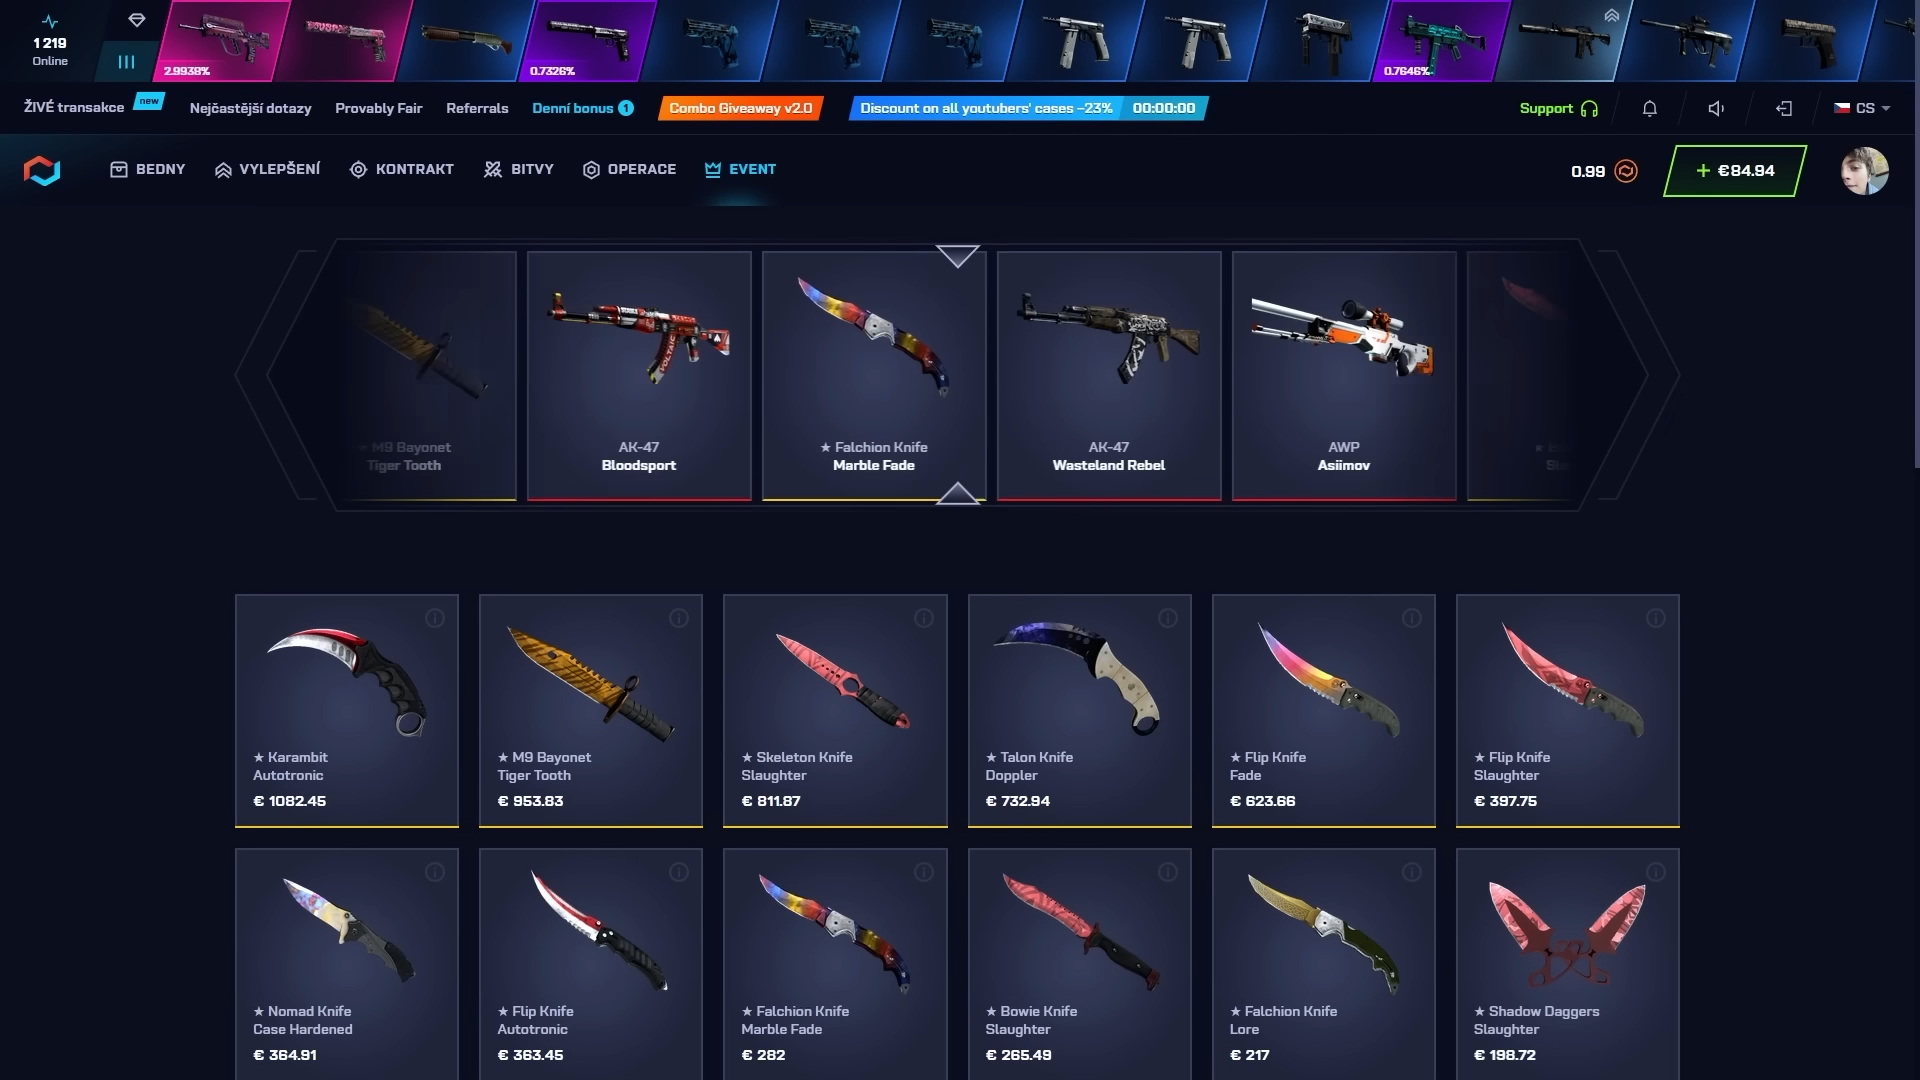 1 219
Online
2.9938%
0.7326%
0.7646%
ŽIVÉ transakce new
Nejčastější dotazy
Provably Fair
Referrals
Denní bonus 1
Combo Giveaway v2.0
Discount on all youtubers' cases –23% 00:00:00
Support
CS
BEDNY
VYLEPŠENÍ
KONTRAKT
BITVY
OPERACE
EVENT
0.99
+ €84.94
★ M9 Bayonet
Tiger Tooth
AK-47
Bloodsport
★ Falchion Knife
Marble Fade
AK-47
Wasteland Rebel
AWP
Asiimov
★ Karambit
Autotronic
€ 1082.45
★ M9 Bayonet
Tiger Tooth
€ 953.83
★ Skeleton Knife
Slaughter
€ 811.87
★ Talon Knife
Doppler
€ 732.94
★ Flip Knife
Fade
€ 623.66
★ Flip Knife
Slaughter
€ 397.75
★ Nomad Knife
Case Hardened
€ 364.91
★ Flip Knife
Autotronic
€ 363.45
★ Falchion Knife
Marble Fade
€ 282
★ Bowie Knife
Slaughter
€ 265.49
★ Falchion Knife
Lore
€ 217
★ Shadow Daggers
Slaughter
€ 198.72